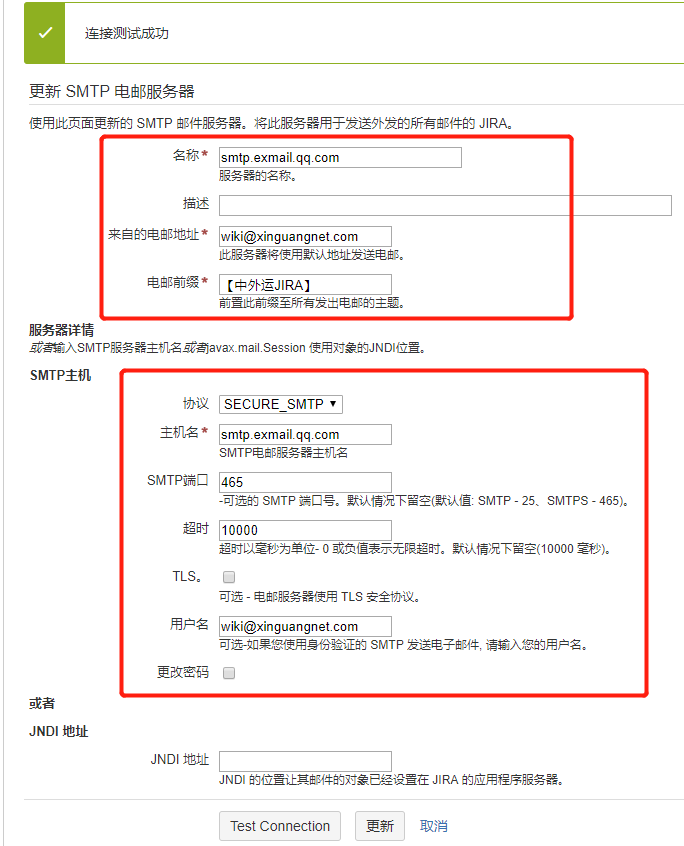 连接测试成功
更新 SMTP 电邮服务器
使用此页面更新的 SMTP 邮件服务器。将此服务器用于发送外发的所有邮件的 JIRA。
名称* smtp.exmail.qq.com
服务器的名称。
描述
来自的电邮地址* wiki@xinguangnet.com
此服务器将使用默认地址发送电邮。
电邮前缀* 【中外运JIRA】
前置此前缀至所有发出电邮的主题。
服务器详情
或者输入SMTP服务器主机名或者javax.mail.Session 使用对象的JNDI位置。
SMTP主机
协议 SECURE_SMTP
主机名* smtp.exmail.qq.com
SMTP电邮服务器主机名
SMTP端口 465
-可选的 SMTP 端口号。默认情况下留空(默认值: SMTP - 25、SMTPS - 465)。
超时 10000
超时以毫秒为单位- 0 或负值表示无限超时。默认情况下留空(10000 毫秒)。
TLS。
可选 - 电邮服务器使用 TLS 安全协议。
用户名 wiki@xinguangnet.com
可选-如果您使用身份验证的 SMTP 发送电子邮件, 请输入您的用户名。
更改密码
或者
JNDI 地址
JNDI 地址
JNDI 的位置让其邮件的对象已经设置在 JIRA 的应用程序服务器。
Test Connection 更新 取消